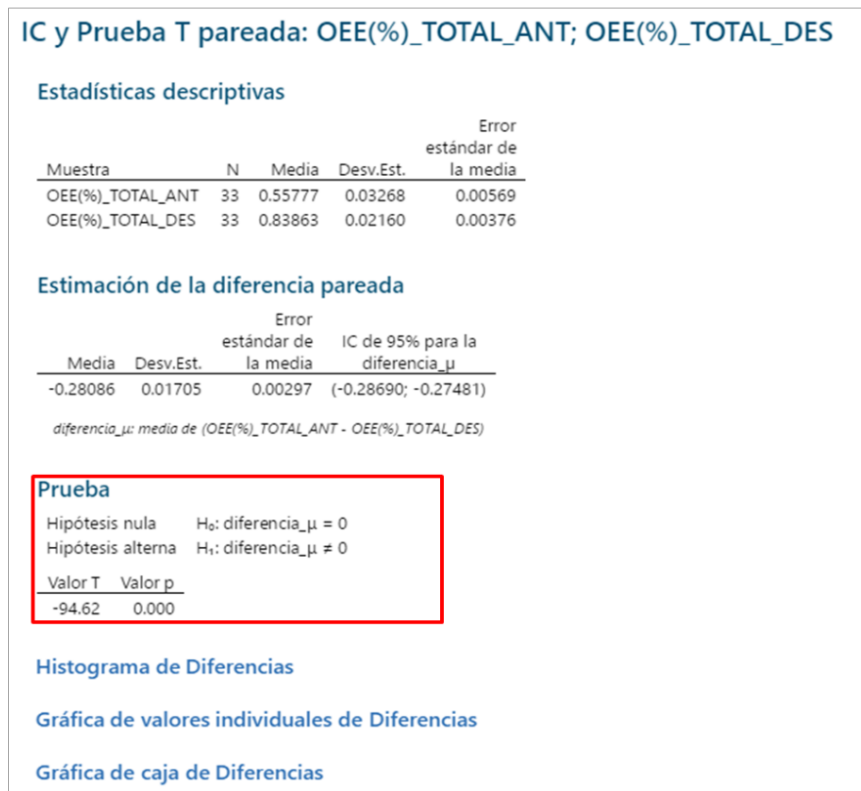 IC y Prueba T pareada: OEE(%)_TOTAL_ANT; OEE(%)_TOTAL_DES
Estadísticas descriptivas
Error
estándar de
Muestra N Media Desv.Est. la media
OEE(%)_TOTAL_ANT 33 0.55777 0.03268 0.00569
OEE(%)_TOTAL_DES 33 0.83863 0.02160 0.00376
Estimación de la diferencia pareada
Error
estándar de IC de 95% para la
Media Desv.Est. la media diferencia_μ
-0.28086 0.01705 0.00297 (-0.28690; -0.27481)
diferencia_μ: media de (OEE(%)_TOTAL_ANT - OEE(%)_TOTAL_DES)
Prueba
Hipótesis nula H₀: diferencia_μ = 0
Hipótesis alterna H₁: diferencia_μ ≠ 0
Valor T Valor p
-94.62 0.000
Histograma de Diferencias
Gráfica de valores individuales de Diferencias
Gráfica de caja de Diferencias